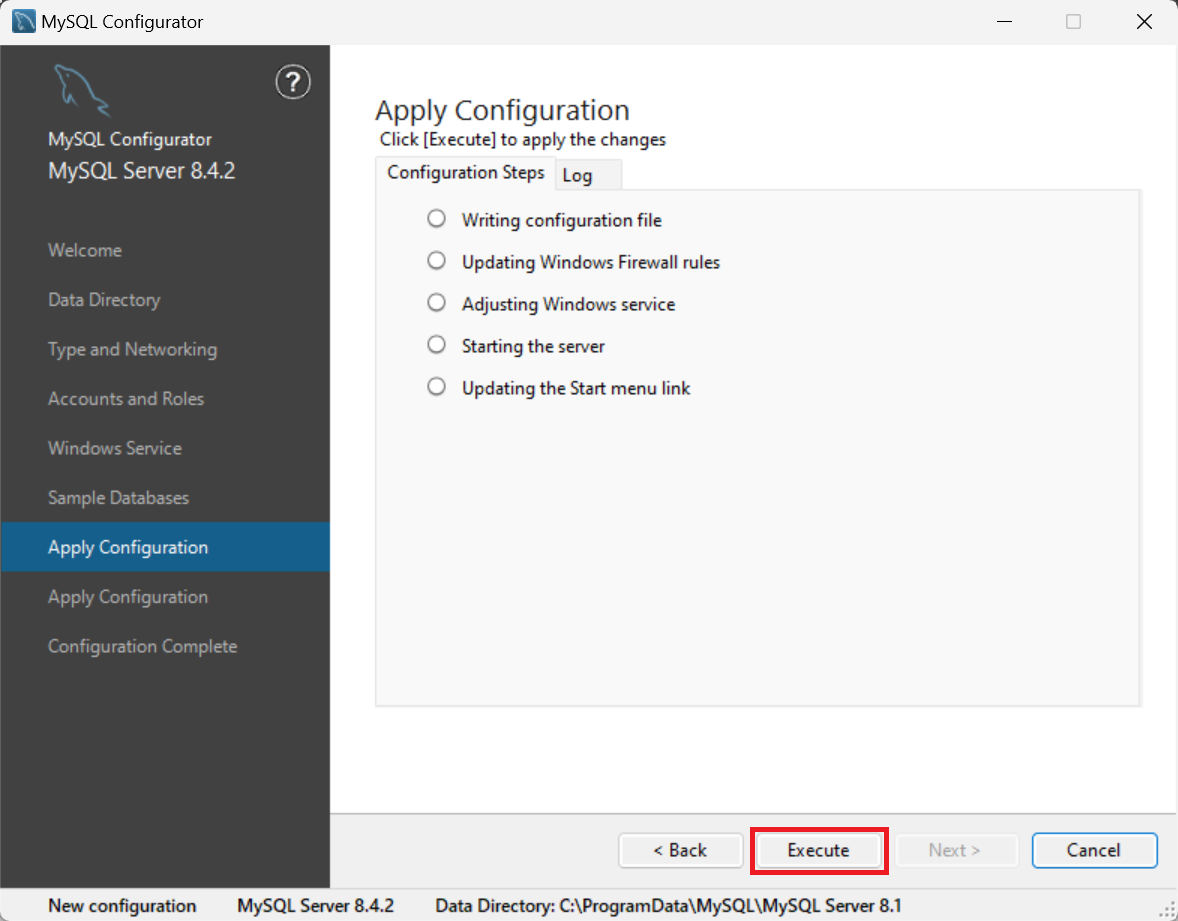 MySQL Configurator
?
MySQL Configurator
MySQL Server 8.4.2
Welcome
Data Directory
Type and Networking
Accounts and Roles
Windows Service
Sample Databases
Apply Configuration
Apply Configuration
Configuration Complete
Apply Configuration
Click [Execute] to apply the changes
Configuration Steps Log
Writing configuration file
Updating Windows Firewall rules
Adjusting Windows service
Starting the server
Updating the Start menu link
< Back Execute Next > Cancel
New configuration MySQL Server 8.4.2 Data Directory: C:\ProgramData\MySQL\MySQL Server 8.1